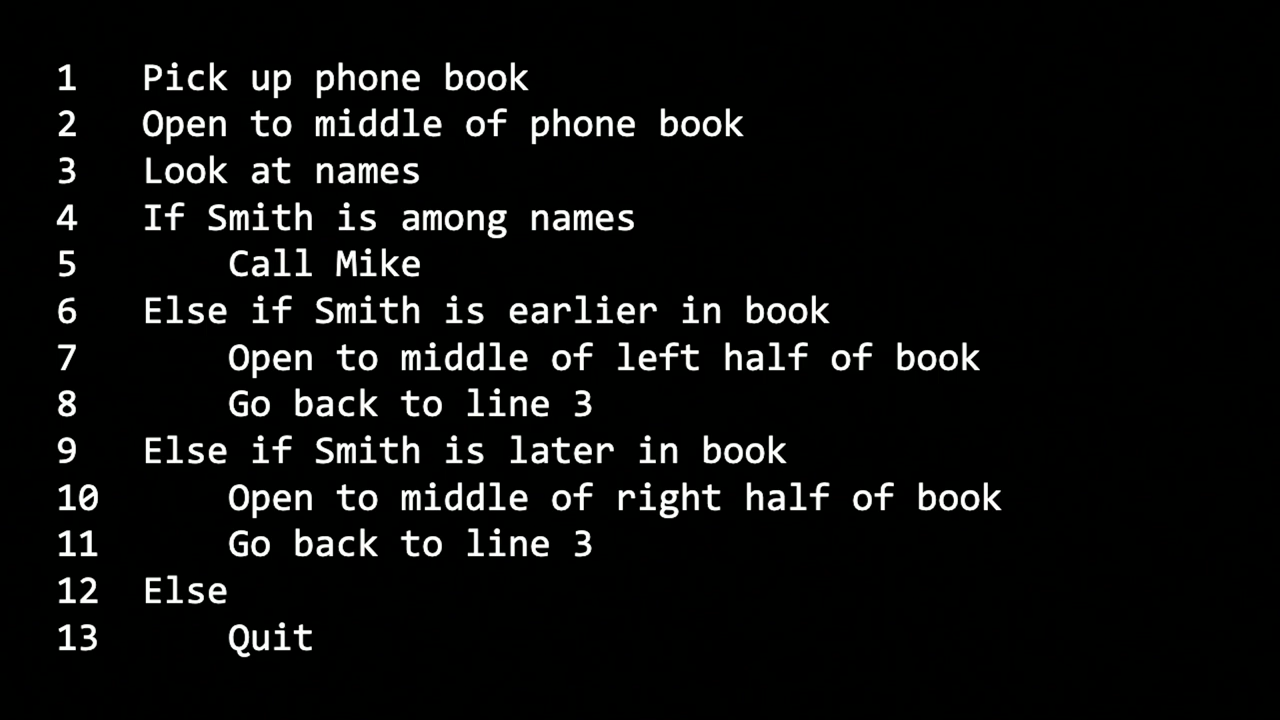 1 Pick up phone book
2 Open to middle of phone book
3 Look at names
4 If Smith is among names
5     Call Mike
6 Else if Smith is earlier in book
7     Open to middle of left half of book
8     Go back to line 3
9 Else if Smith is later in book
10     Open to middle of right half of book
11     Go back to line 3
12 Else
13     Quit